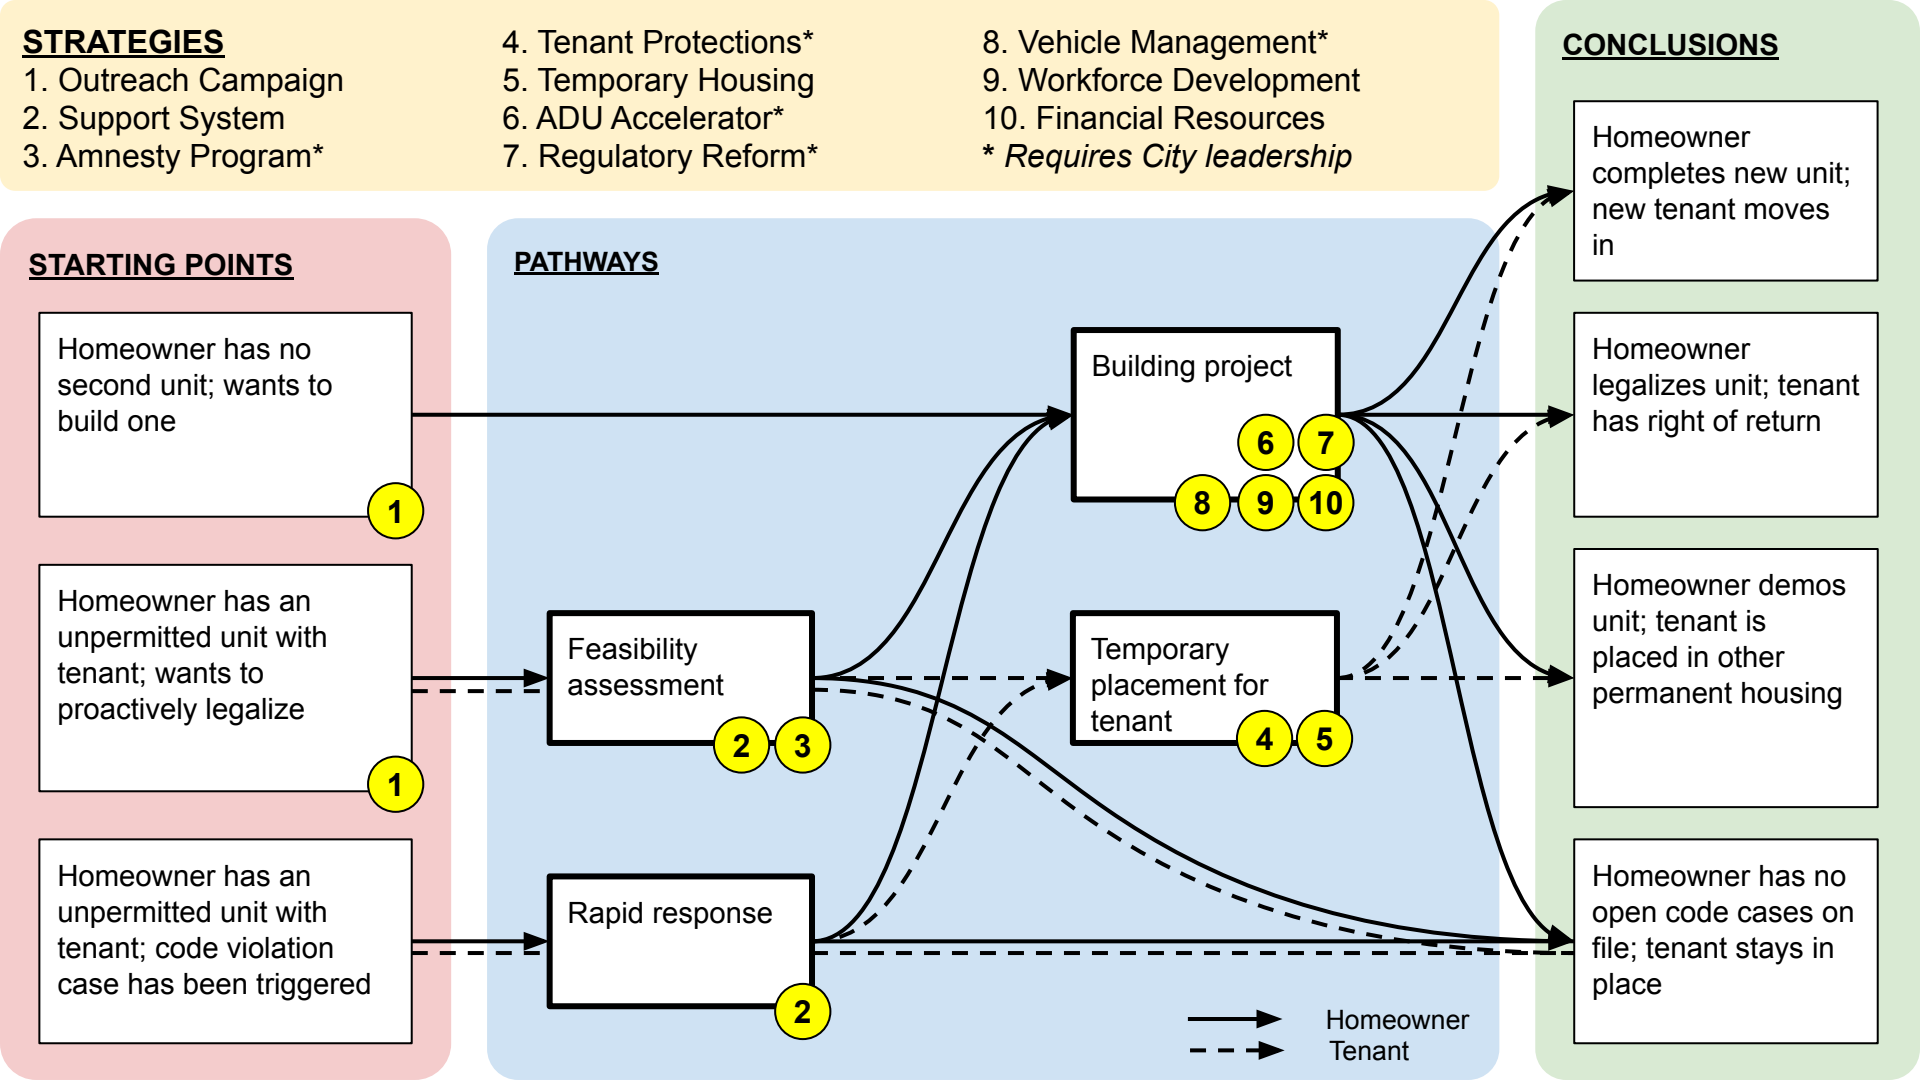 STRATEGIES
1. Outreach Campaign
2. Support System
3. Amnesty Program*
4. Tenant Protections*
5. Temporary Housing
6. ADU Accelerator*
7. Regulatory Reform*
8. Vehicle Management*
9. Workforce Development
10. Financial Resources
* Requires City leadership
STARTING POINTS
Homeowner has no
second unit; wants to
build one
1
Homeowner has an
unpermitted unit with
tenant; wants to
proactively legalize
1
Homeowner has an
unpermitted unit with
tenant; code violation
case has been triggered
PATHWAYS
Building project
6 7
8 9 10
Feasibility
assessment
2 3
Temporary
placement for
tenant
4 5
Rapid response
2
Homeowner
Tenant
CONCLUSIONS
Homeowner
completes new unit;
new tenant moves
in
Homeowner
legalizes unit; tenant
has right of return
Homeowner demos
unit; tenant is
placed in other
permanent housing
Homeowner has no
open code cases on
file; tenant stays in
place